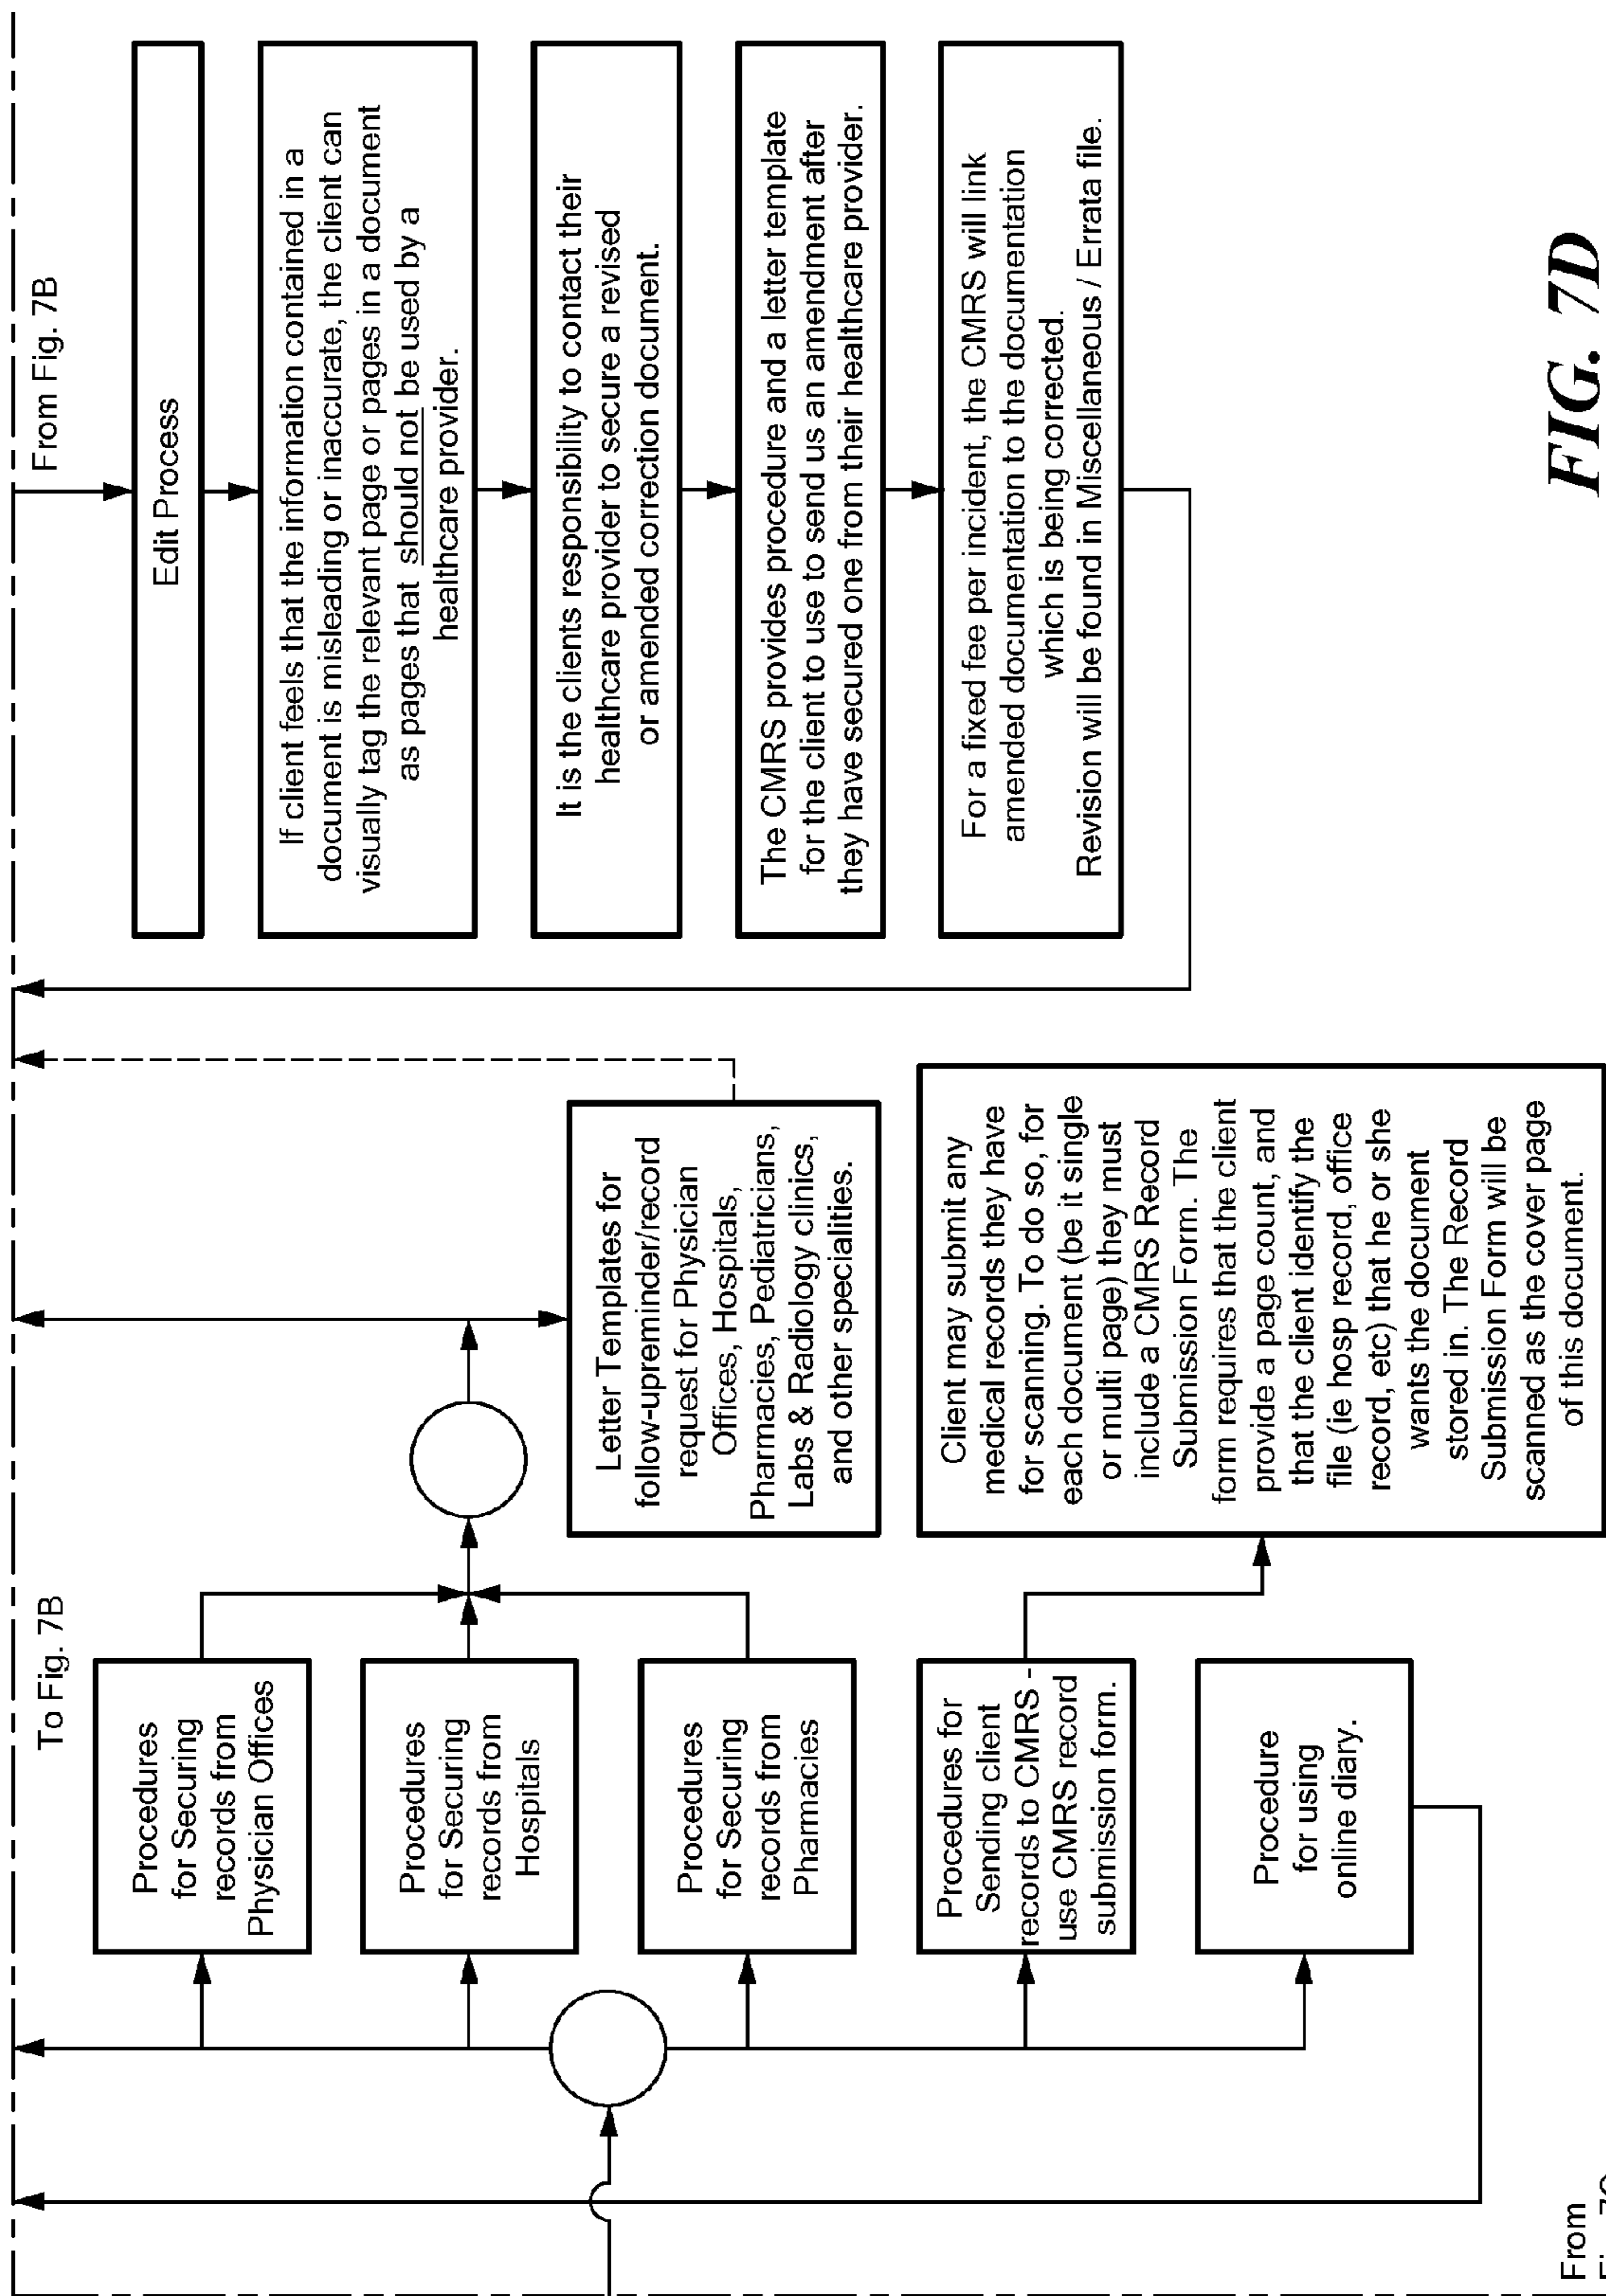 To Fig. 7B
From Fig. 7B
Procedures
for Securing
records from
Physician Offices
Procedures
for Securing
records from
Hospitals
Procedures
for Securing
records from
Pharmacies
Procedures for
Sending client
records to CMRS -
use CMRS record
submission form.
Procedure
for using
online diary.
Letter Templates for
follow-upreminder/record
request for Physician
Offices, Hospitals,
Pharmacies, Pediatricians,
Labs & Radiology clinics,
and other specialities.
Client may submit any
medical records they have
for scanning. To do so, for
each document (be it single
or multi page) they must
include a CMRS Record
Submission Form. The
form requires that the client
provide a page count, and
that the client identify the
file (ie hosp record, office
record, etc) that he or she
wants the document
stored in. The Record
Submission Form will be
scanned as the cover page
of this document.
Edit Process
If client feels that the information contained in a
document is misleading or inaccurate, the client can
visually tag the relevant page or pages in a document
as pages that should not be used by a
healthcare provider.
It is the clients responsibility to contact their
healthcare provider to secure a revised
or amended correction document.
The CMRS provides procedure and a letter template
for the client to use to send us an amendment after
they have secured one from their healthcare provider.
For a fixed fee per incident, the CMRS will link
amended documentation to the documentation
which is being corrected.
Revision will be found in Miscellaneous / Errata file.
From
FIG. 7D